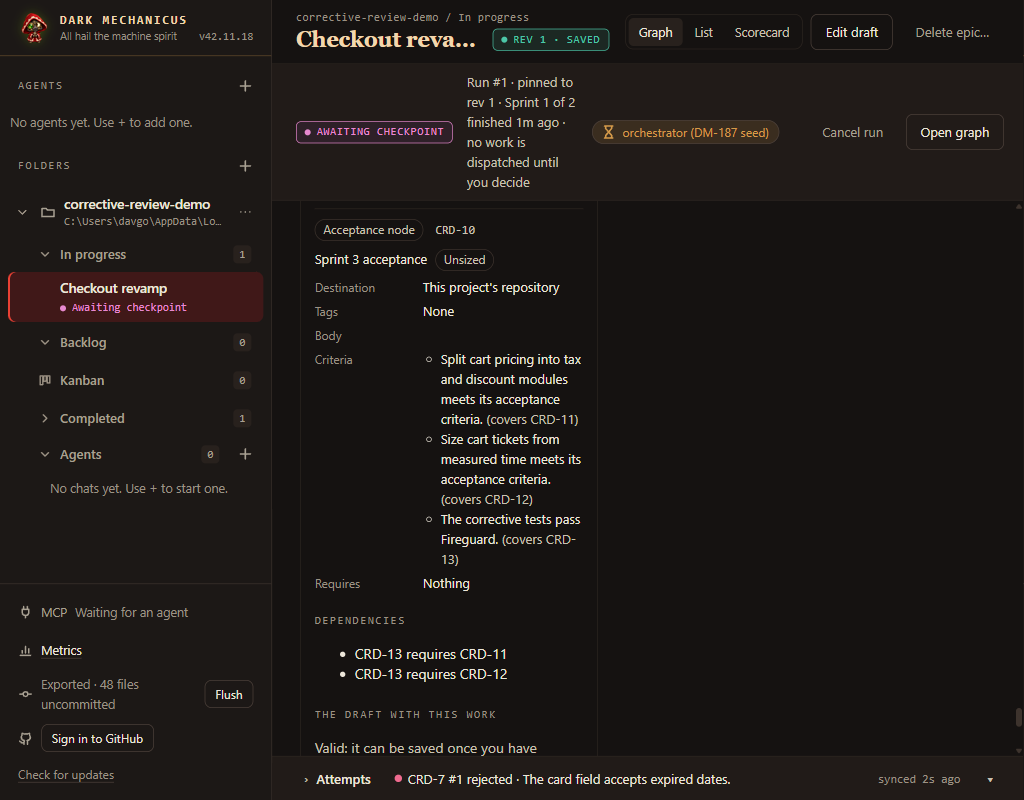 DARK MECHANICUS
All hail the machine spirit v42.11.18
AGENTS
No agents yet. Use + to add one.
FOLDERS
corrective-review-demo
C:\Users\davgo\AppData\Lo…
In progress 1
Checkout revamp
Awaiting checkpoint
Backlog 0
Kanban 0
Completed 1
Agents 0
No chats yet. Use + to start one.
MCP Waiting for an agent
Metrics
Exported · 48 files
uncommitted
Flush
Sign in to GitHub
Check for updates
corrective-review-demo / In progress
Checkout reva…
REV 1 · SAVED
Graph List Scorecard
Edit draft
Delete epic…
AWAITING CHECKPOINT
Run #1 · pinned to
rev 1 · Sprint 1 of 2
finished 1m ago ·
no work is
dispatched until
you decide
orchestrator (DM-187 seed)
Cancel run
Open graph
Acceptance node CRD-10
Sprint 3 acceptance Unsized
Destination This project's repository
Tags None
Body
Criteria
Split cart pricing into tax
and discount modules
meets its acceptance
criteria. (covers CRD-11)
Size cart tickets from
measured time meets its
acceptance criteria.
(covers CRD-12)
The corrective tests pass
Fireguard. (covers CRD-
13)
Requires Nothing
DEPENDENCIES
CRD-13 requires CRD-11
CRD-13 requires CRD-12
THE DRAFT WITH THIS WORK
Valid: it can be saved once you have
Attempts CRD-7 #1 rejected · The card field accepts expired dates.
synced 2s ago